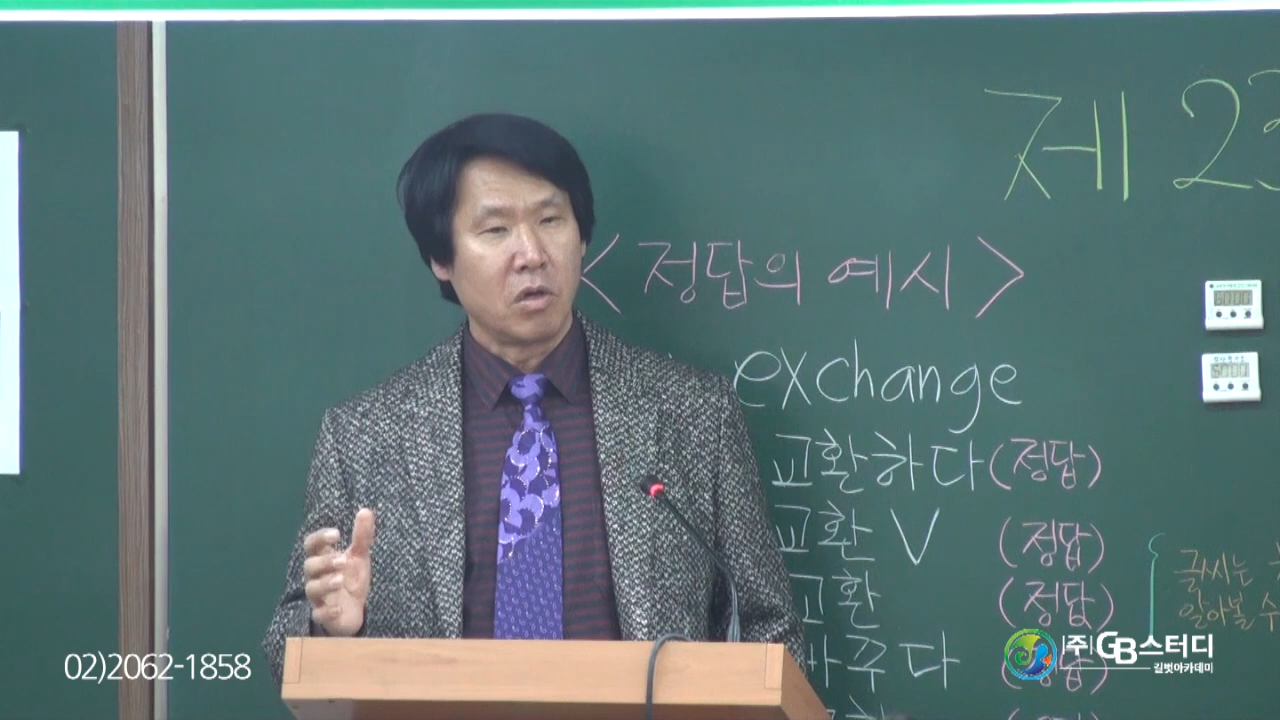 제 23
<정답의 예시>
exchange
교환하다 (정답)
교환 V (정답)
교환 (정답)
바꾸다 (정답)
글씨는
알아볼 수
02)2062-1858
(주)GB스터디
길벗아카데미